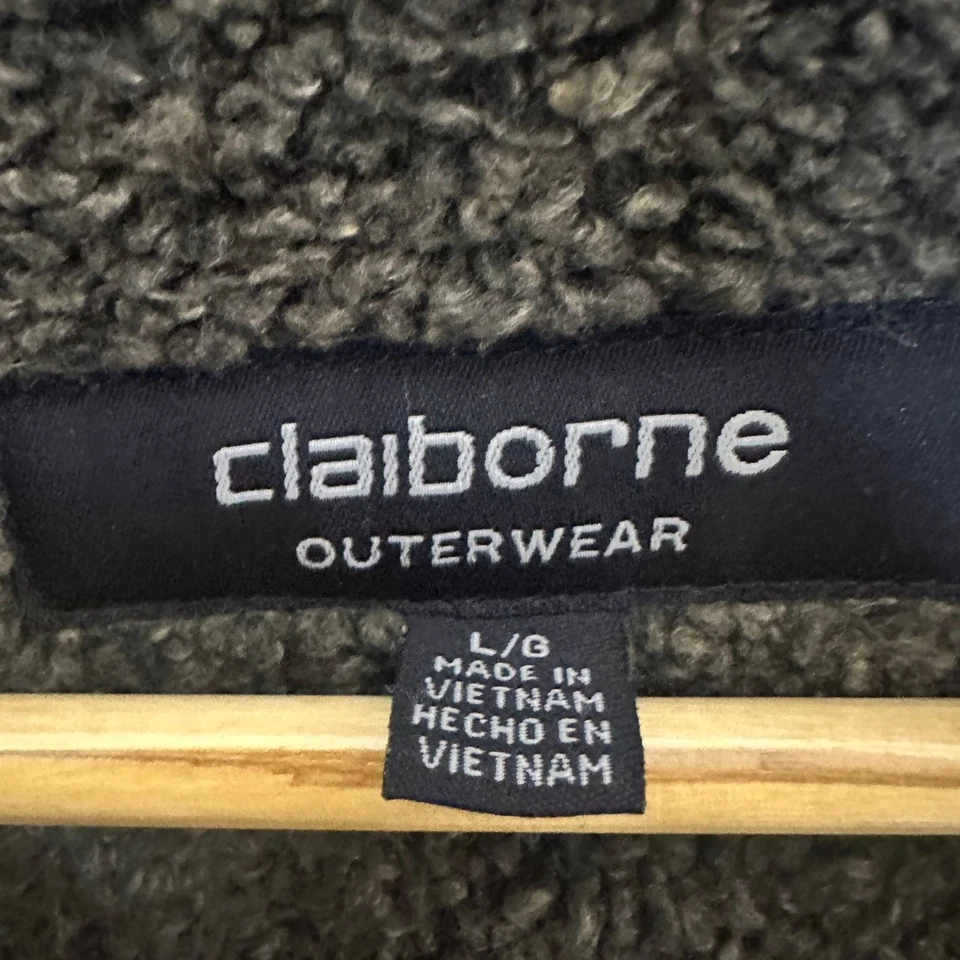 claiborne
OUTERWEAR
L/G
MADE IN
VIETNAM
HECHO EN
VIETNAM